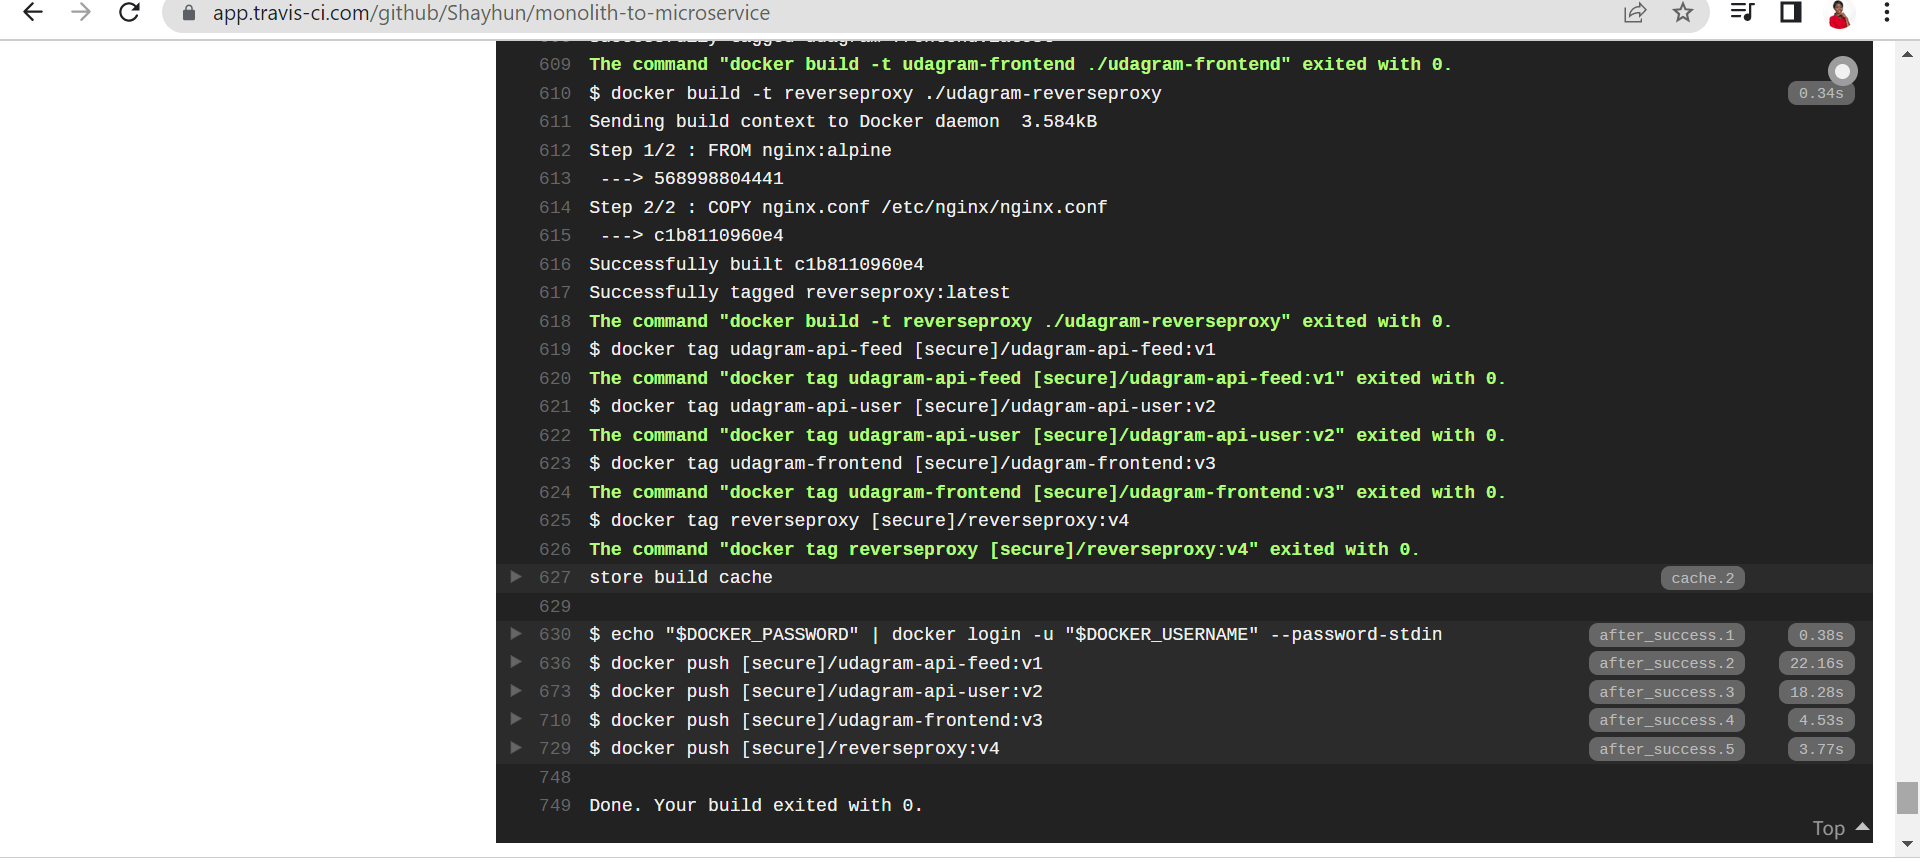 app.travis-ci.com/github/Shayhun/monolith-to-microservice
609 The command "docker build -t udagram-frontend ./udagram-frontend" exited with 0.
610 $ docker build -t reverseproxy ./udagram-reverseproxy 0.34s
611 Sending build context to Docker daemon  3.584kB
612 Step 1/2 : FROM nginx:alpine
613  ---> 568998804441
614 Step 2/2 : COPY nginx.conf /etc/nginx/nginx.conf
615  ---> c1b8110960e4
616 Successfully built c1b8110960e4
617 Successfully tagged reverseproxy:latest
618 The command "docker build -t reverseproxy ./udagram-reverseproxy" exited with 0.
619 $ docker tag udagram-api-feed [secure]/udagram-api-feed:v1
620 The command "docker tag udagram-api-feed [secure]/udagram-api-feed:v1" exited with 0.
621 $ docker tag udagram-api-user [secure]/udagram-api-user:v2
622 The command "docker tag udagram-api-user [secure]/udagram-api-user:v2" exited with 0.
623 $ docker tag udagram-frontend [secure]/udagram-frontend:v3
624 The command "docker tag udagram-frontend [secure]/udagram-frontend:v3" exited with 0.
625 $ docker tag reverseproxy [secure]/reverseproxy:v4
626 The command "docker tag reverseproxy [secure]/reverseproxy:v4" exited with 0.
627 store build cache cache.2
629
630 $ echo "$DOCKER_PASSWORD" | docker login -u "$DOCKER_USERNAME" --password-stdin after_success.1 0.38s
636 $ docker push [secure]/udagram-api-feed:v1 after_success.2 22.16s
673 $ docker push [secure]/udagram-api-user:v2 after_success.3 18.28s
710 $ docker push [secure]/udagram-frontend:v3 after_success.4 4.53s
729 $ docker push [secure]/reverseproxy:v4 after_success.5 3.77s
748
749 Done. Your build exited with 0.
Top